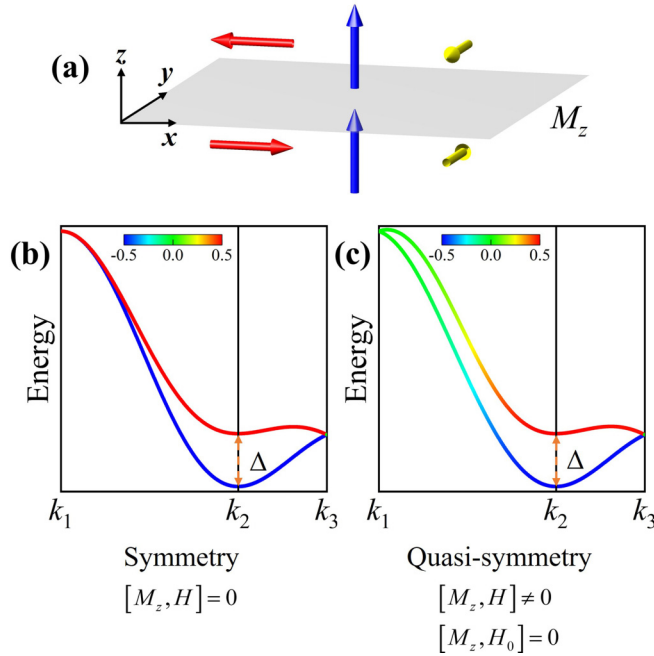 (a)
z
y
x
M_z
(b)
-0.5 0.0 0.5
Energy
Δ
k_1 k_2 k_3
Symmetry
[M_z, H] = 0
(c)
-0.5 0.0 0.5
Energy
Δ
k_1 k_2 k_3
Quasi-symmetry
[M_z, H] ≠ 0
[M_z, H_0] = 0